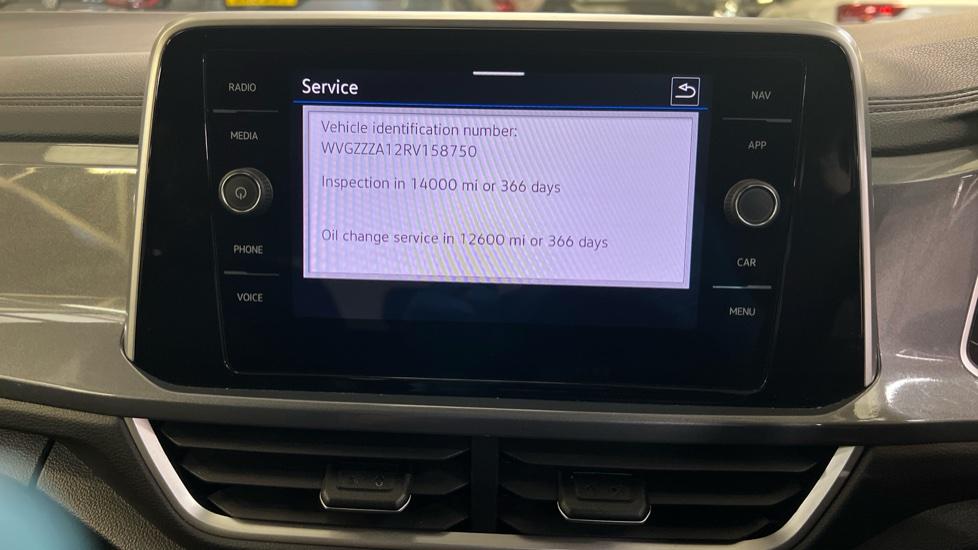 RADIO
MEDIA
PHONE
VOICE
Service
Vehicle identification number:
WVGZZZA12RV158750
Inspection in 14000 mi or 366 days
Oil change service in 12600 mi or 366 days
NAV
APP
CAR
MENU